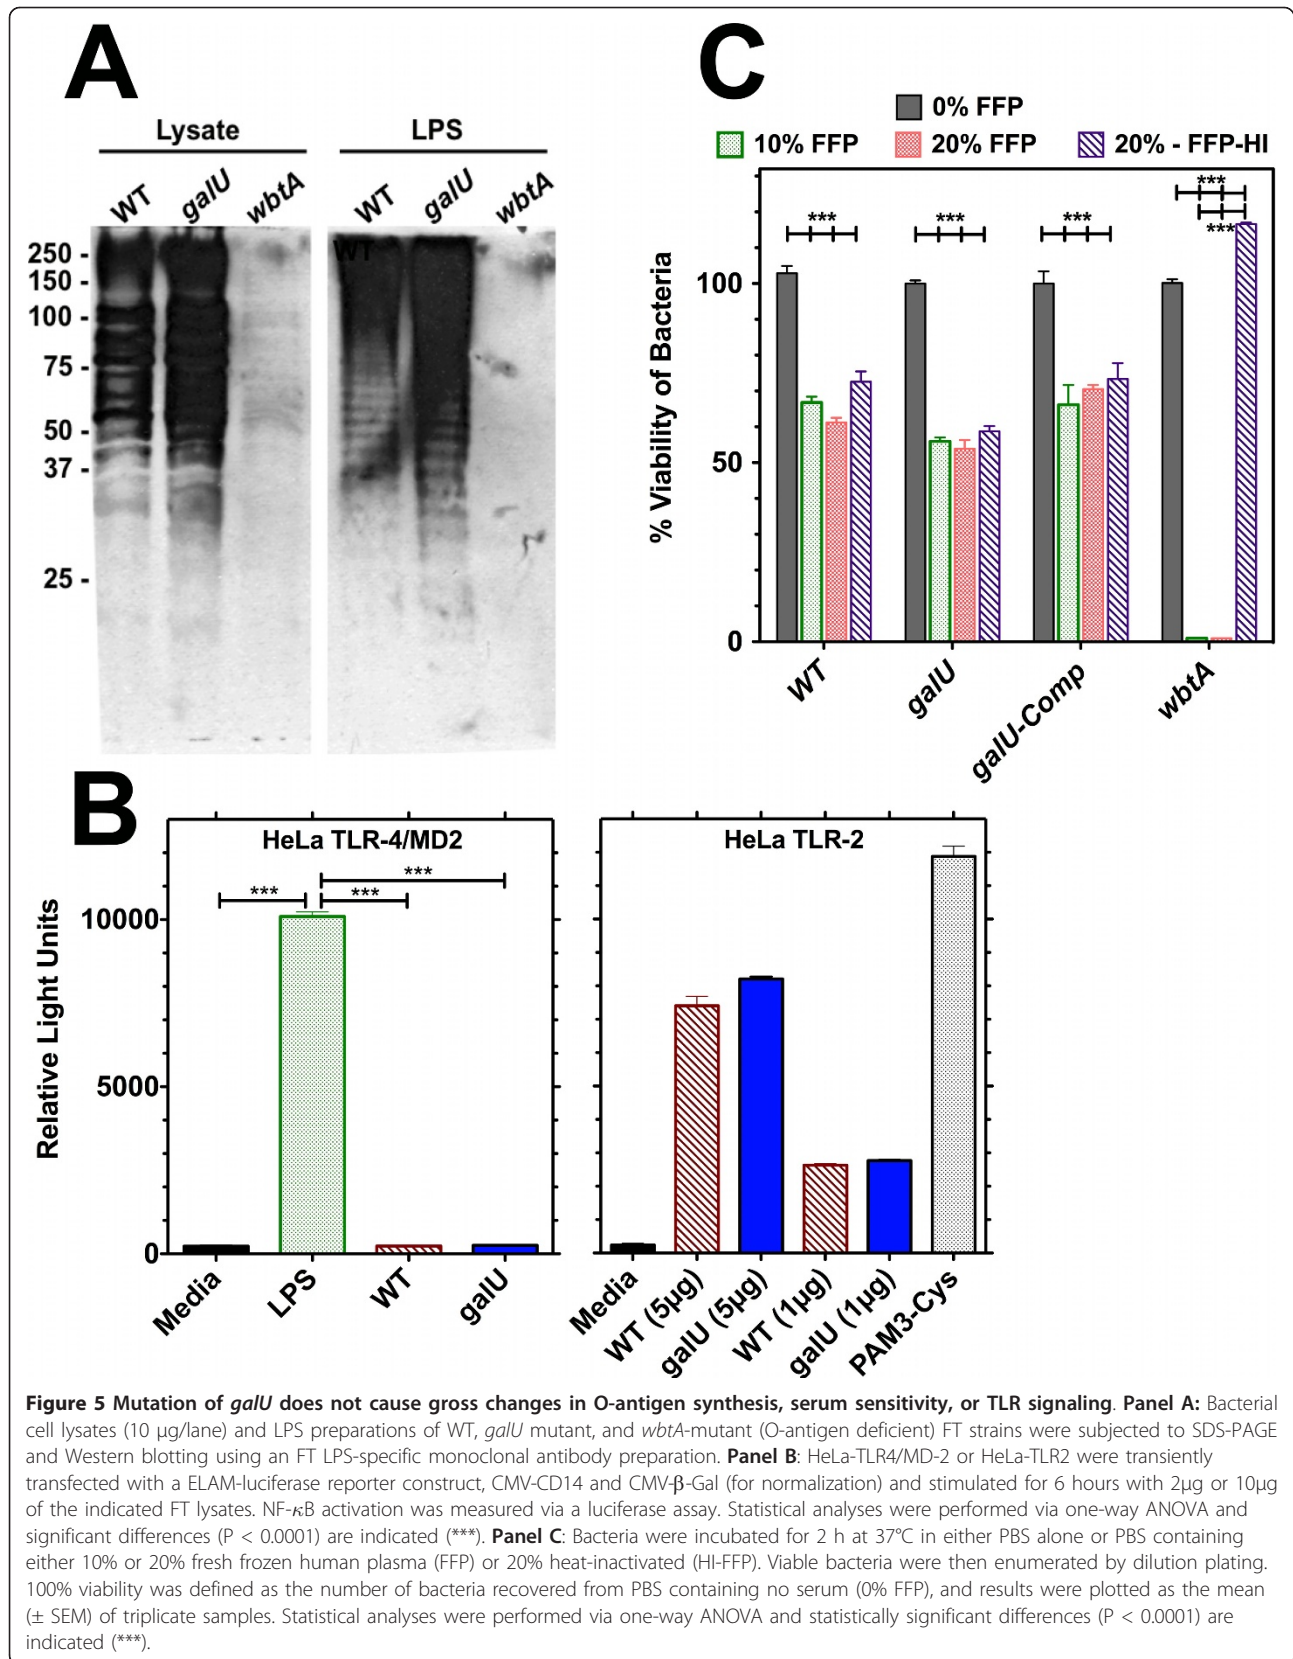 A
Lysate
LPS
WT
galU
wbtA
WT
galU
wbtA
WT
250 -
150 -
100 -
75 -
50 -
37 -
25 -
C
0% FFP
10% FFP
20% FFP
20% - FFP-HI
% Viability of Bacteria
100
50
0
***
***
***
***
***
WT
galU
galU-Comp
wbtA
B
HeLa TLR-4/MD2
Relative Light Units
10000
5000
0
***
***
***
Media
LPS
WT
galU
HeLa TLR-2
Media
WT (5µg)
galU (5µg)
WT (1µg)
galU (1µg)
PAM3-Cys
Figure 5 Mutation of galU does not cause gross changes in O-antigen synthesis, serum sensitivity, or TLR signaling. Panel A: Bacterial
cell lysates (10 µg/lane) and LPS preparations of WT, galU mutant, and wbtA-mutant (O-antigen deficient) FT strains were subjected to SDS-PAGE
and Western blotting using an FT LPS-specific monoclonal antibody preparation. Panel B: HeLa-TLR4/MD-2 or HeLa-TLR2 were transiently
transfected with a ELAM-luciferase reporter construct, CMV-CD14 and CMV-β-Gal (for normalization) and stimulated for 6 hours with 2µg or 10µg
of the indicated FT lysates. NF-κB activation was measured via a luciferase assay. Statistical analyses were performed via one-way ANOVA and
significant differences (P < 0.0001) are indicated (***). Panel C: Bacteria were incubated for 2 h at 37°C in either PBS alone or PBS containing
either 10% or 20% fresh frozen human plasma (FFP) or 20% heat-inactivated (HI-FFP). Viable bacteria were then enumerated by dilution plating.
100% viability was defined as the number of bacteria recovered from PBS containing no serum (0% FFP), and results were plotted as the mean
(± SEM) of triplicate samples. Statistical analyses were performed via one-way ANOVA and statistically significant differences (P < 0.0001) are
indicated (***).